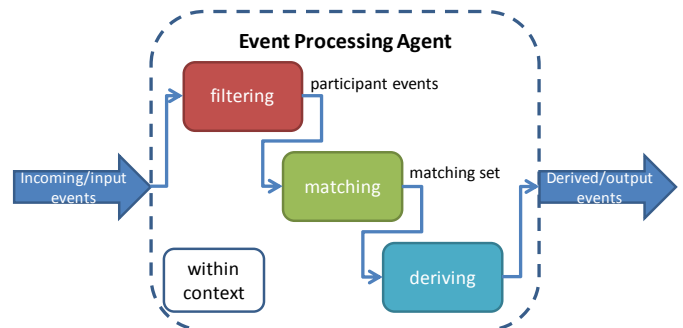 Event Processing Agent
filtering
participant events
Incoming/input
events
matching
matching set
Derived/output
events
within
context
deriving